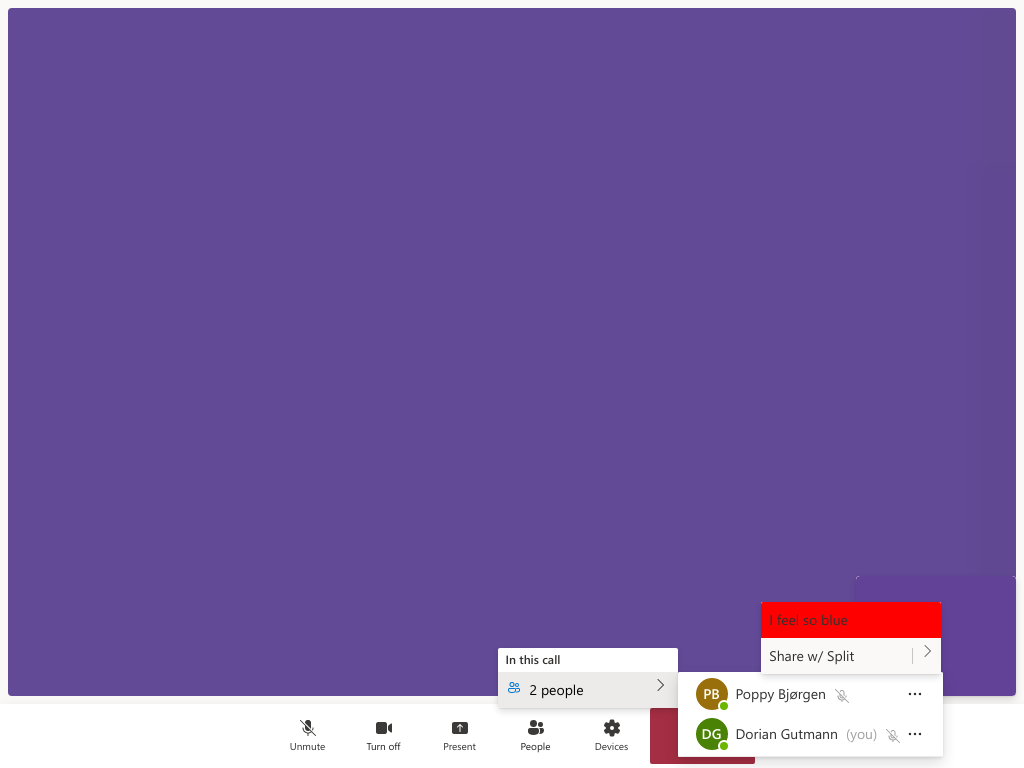 I feel so blue
Share w/ Split
In this call
2 people
PB Poppy Bjørgen
DG Dorian Gutmann (you)
Unmute
Turn off
Present
People
Devices